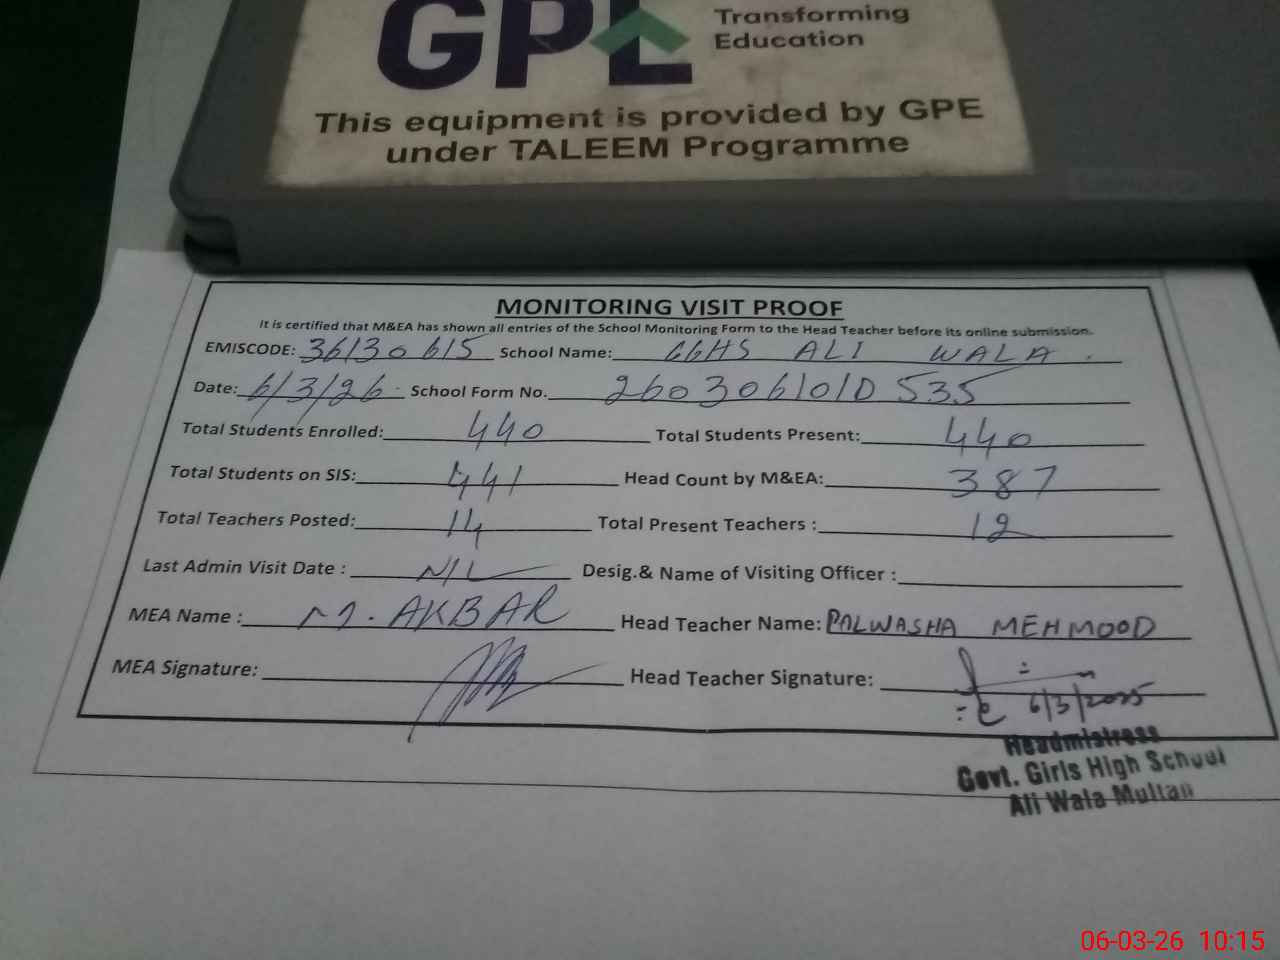 GPE Transforming
Education
This equipment is provided by GPE
under TALEEM Programme
MONITORING VISIT PROOF
It is certified that M&EA has shown all entries of the School Monitoring Form to the Head Teacher before its online submission.
EMISCODE: 36130615 School Name: GGHS ALI WALA.
Date: 6/3/26 School Form No. 2603061010535
Total Students Enrolled: 440 Total Students Present: 440
Total Students on SIS: 441 Head Count by M&EA: 387
Total Teachers Posted: 14 Total Present Teachers : 12
Last Admin Visit Date : NIL Desig.& Name of Visiting Officer :
MEA Name : M. AKBAR Head Teacher Name: PALWASHA MEHMOOD
MEA Signature: Head Teacher Signature:
6/3/2025
Headmistress
Govt. Girls High School
Ali Wala Multan
06-03-26 10:15